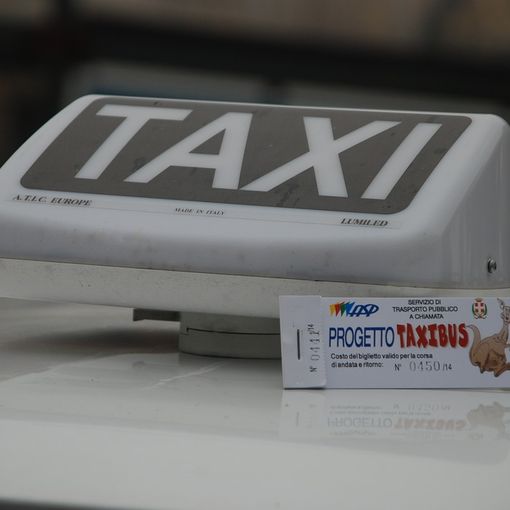 TAXI
A.T.I.C. EUROPE
MADE IN ITALY
LUMILED
ASP
SERVIZIO DI
TRASPORTO PUBBLICO
A CHIAMATA
PROGETTO TAXIBUS
Costo del biglietto valido per la corsa
di andata e ritorno: N° 0450/14
N° 0441/14